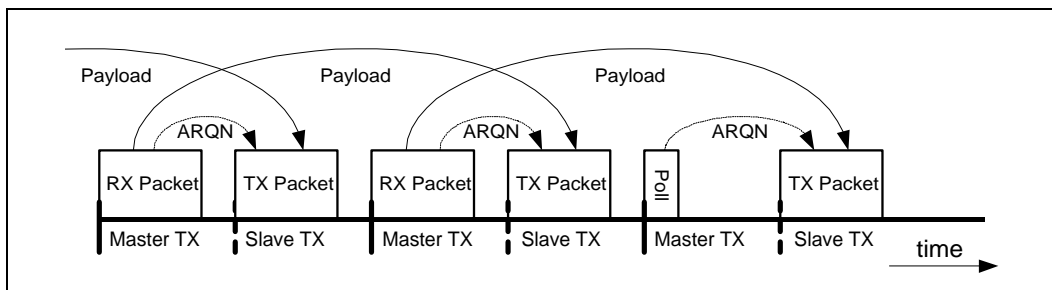 Payload Payload Payload
ARQN ARQN ARQN
RX Packet TX Packet RX Packet TX Packet Poll TX Packet
Master TX Slave TX Master TX Slave TX Master TX Slave TX
time